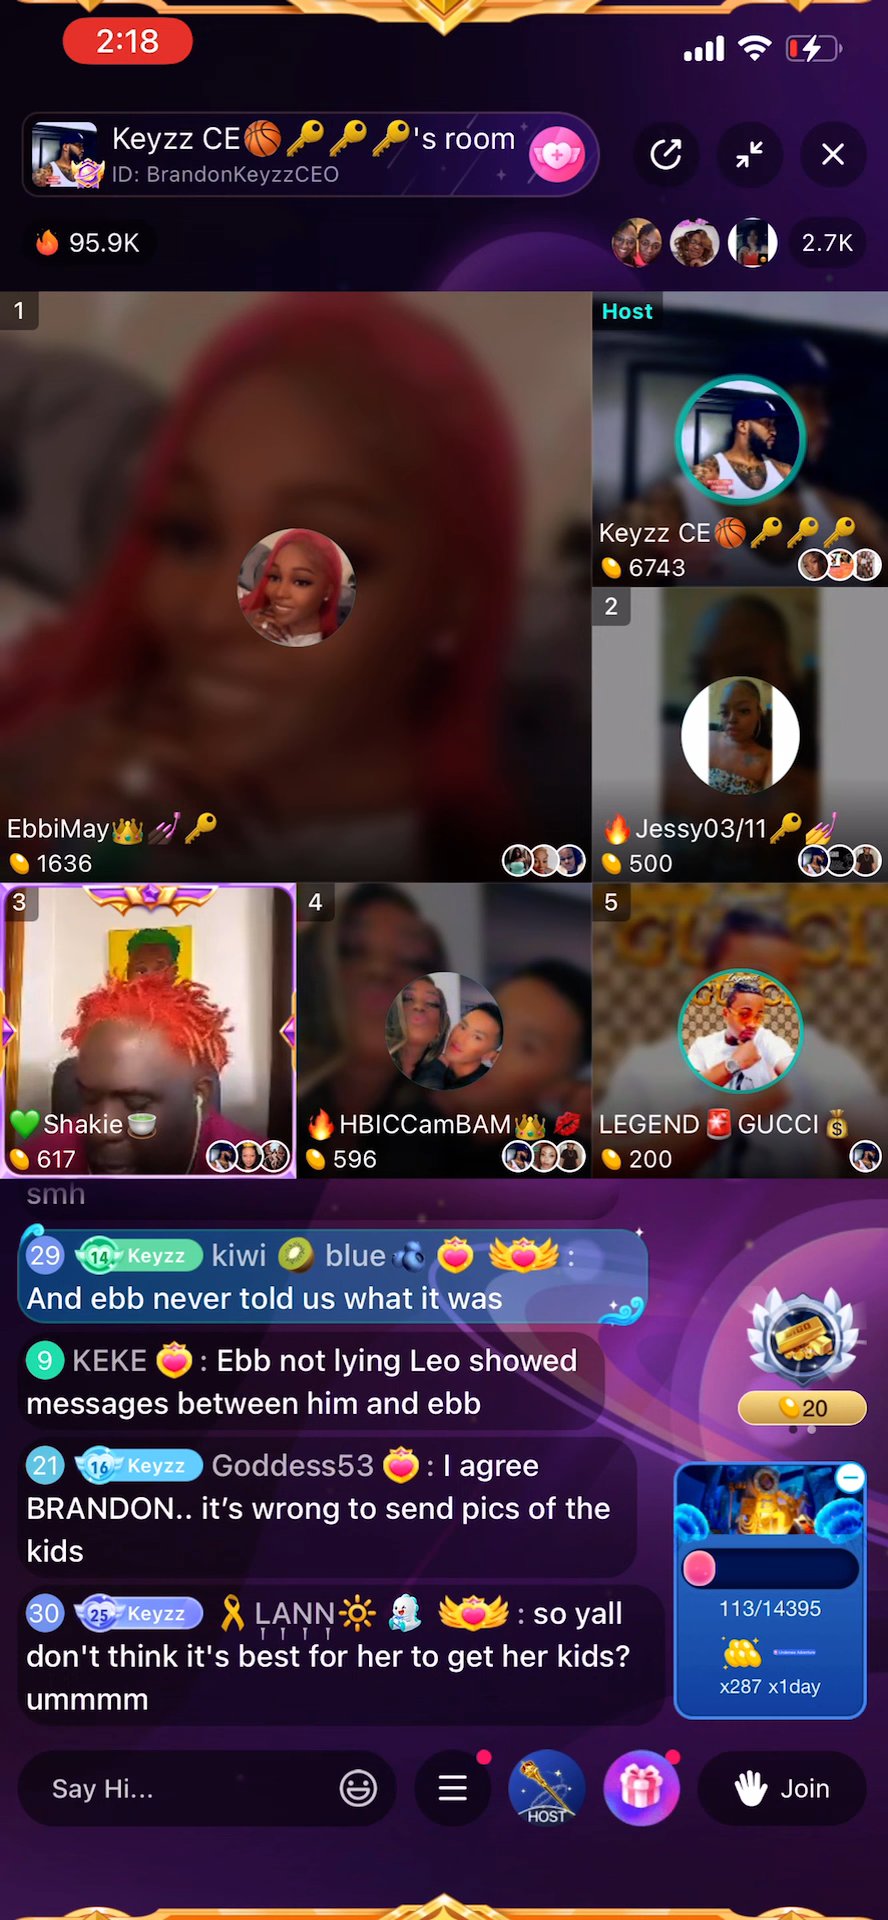 2:18
Keyzz CE🏀🔑🔑🔑's room
ID: BrandonKeyzzCEO
🔥 95.9K
2.7K
1
Host
Keyzz CE🏀🔑🔑🔑
6743
2
EbbiMay👑💅🏿🔑
1636
🔥Jessy03/11🔑💅
500
3
4
5
GUCCI
💚Shakie🍵
617
🔥HBICCamBAM👑💋
596
LEGEND🚨GUCCI💰
200
smh
29 14 Keyzz kiwi 🥝 blue🫐 :
And ebb never told us what it was
9 KEKE : Ebb not lying Leo showed
messages between him and ebb
21 16 Keyzz Goddess53 : I agree
BRANDON.. it's wrong to send pics of the
kids
30 25 Keyzz 🎗 LANN☀️ : so yall
don't think it's best for her to get her kids?
ummmm
20
113/14395
x287 x1day
Say Hi...
HOST
Join